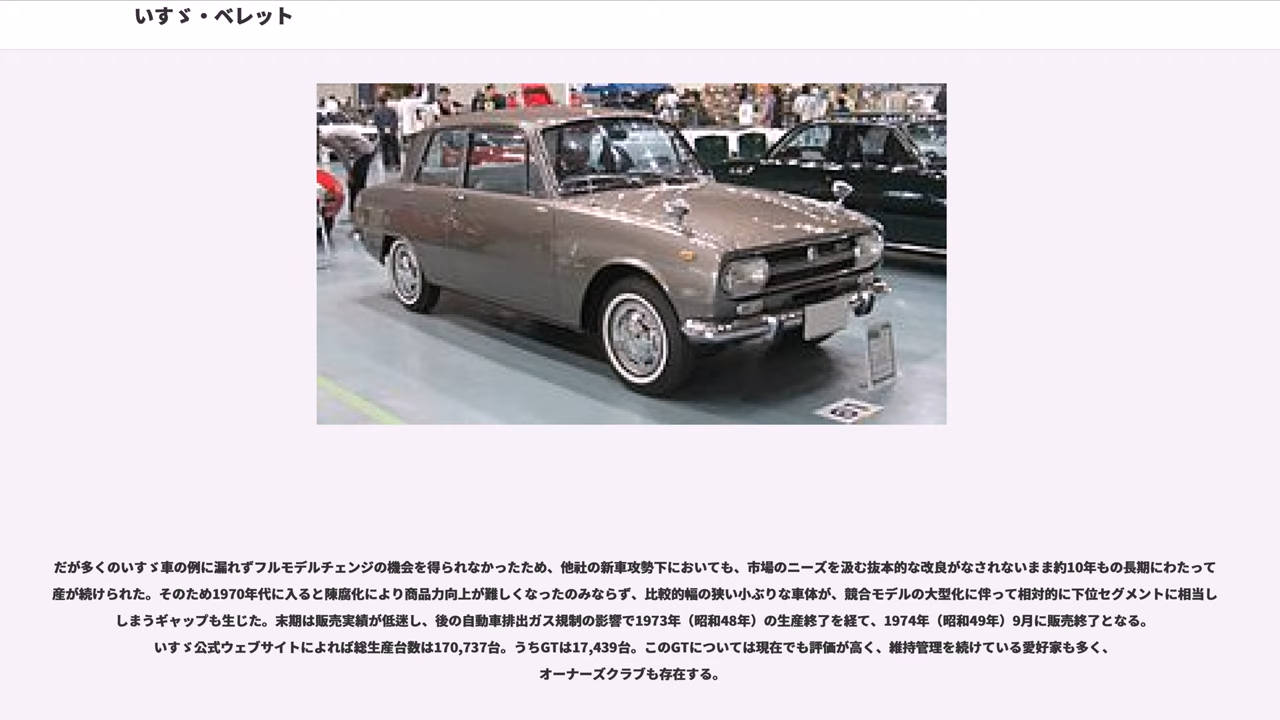 いすゞ・ベレット
だが多くのいすゞ車の例に漏れずフルモデルチェンジの機会を得られなかったため、他社の新車攻勢下においても、市場のニーズを汲む抜本的な改良がなされないまま約10年もの長期にわたって
産が続けられた。そのため1970年代に入ると陳腐化により商品力向上が難しくなったのみならず、比較的幅の狭い小ぶりな車体が、競合モデルの大型化に伴って相対的に下位セグメントに相当し
しまうギャップも生じた。末期は販売実績が低迷し、後の自動車排出ガス規制の影響で1973年（昭和48年）の生産終了を経て、1974年（昭和49年）9月に販売終了となる。
いすゞ公式ウェブサイトによれば総生産台数は170,737台。うちGTは17,439台。このGTについては現在でも評価が高く、維持管理を続けている愛好家も多く、
オーナーズクラブも存在する。